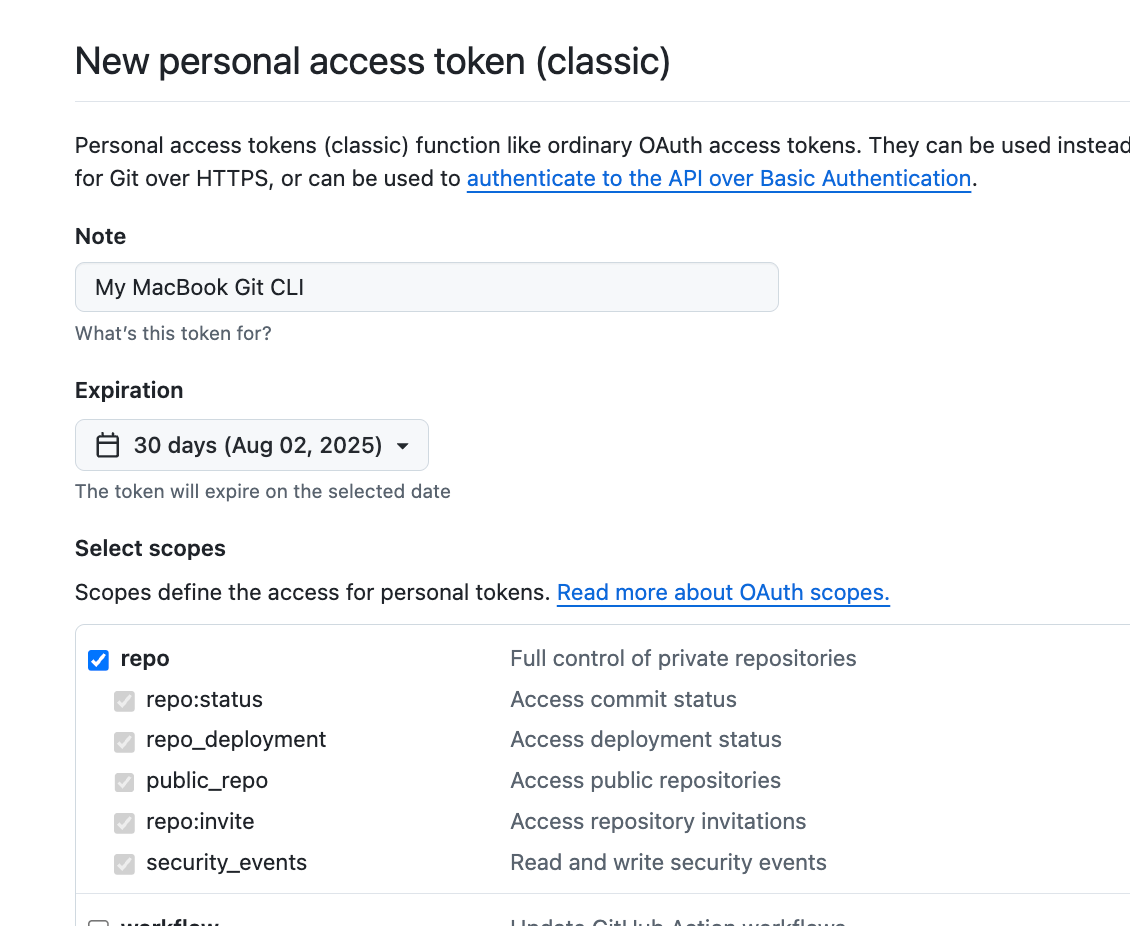 New personal access token (classic)
Personal access tokens (classic) function like ordinary OAuth access tokens. They can be used instead
for Git over HTTPS, or can be used to authenticate to the API over Basic Authentication.
Note
My MacBook Git CLI
What's this token for?
Expiration
30 days (Aug 02, 2025)
The token will expire on the selected date
Select scopes
Scopes define the access for personal tokens. Read more about OAuth scopes.
repo Full control of private repositories
repo:status Access commit status
repo_deployment Access deployment status
public_repo Access public repositories
repo:invite Access repository invitations
security_events Read and write security events
workflow Update GitHub Action workflows